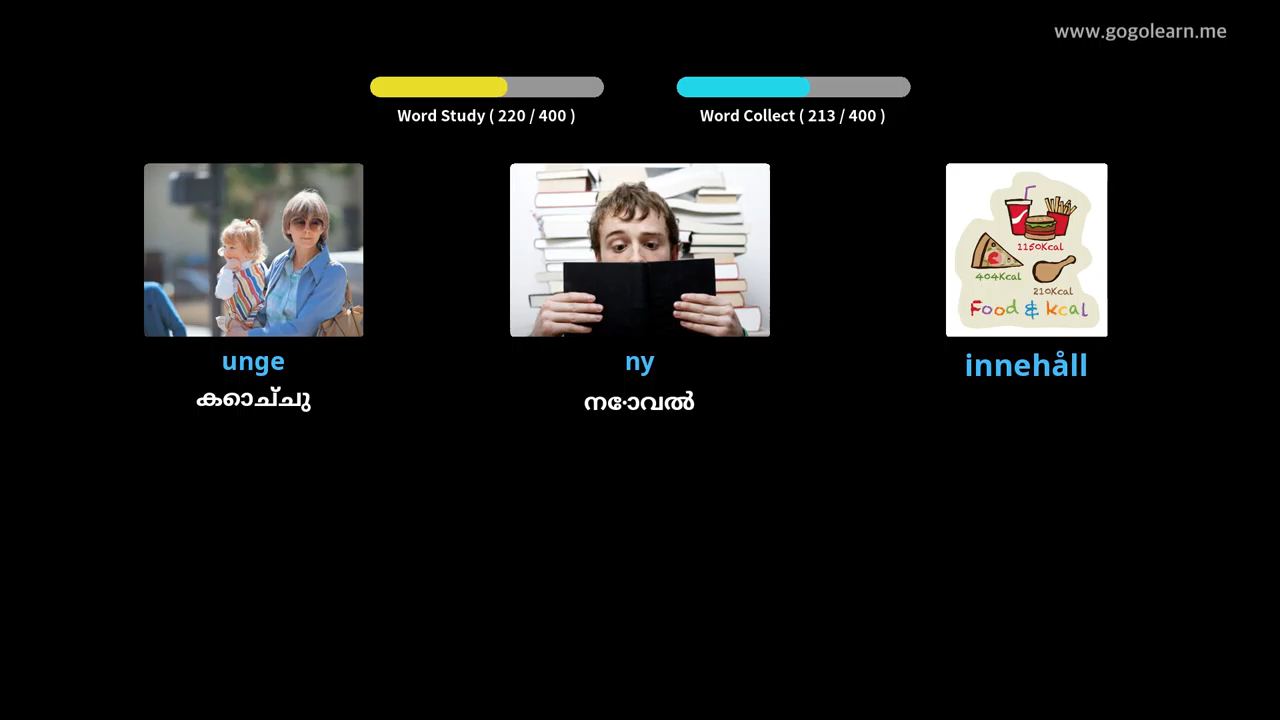 www.gogolearn.me
Word Study ( 220 / 400 )
Word Collect ( 213 / 400 )
1150Kcal
404Kcal
210Kcal
Food & kcal
unge
ny
innehåll
കൊച്ചു
നോവൽ